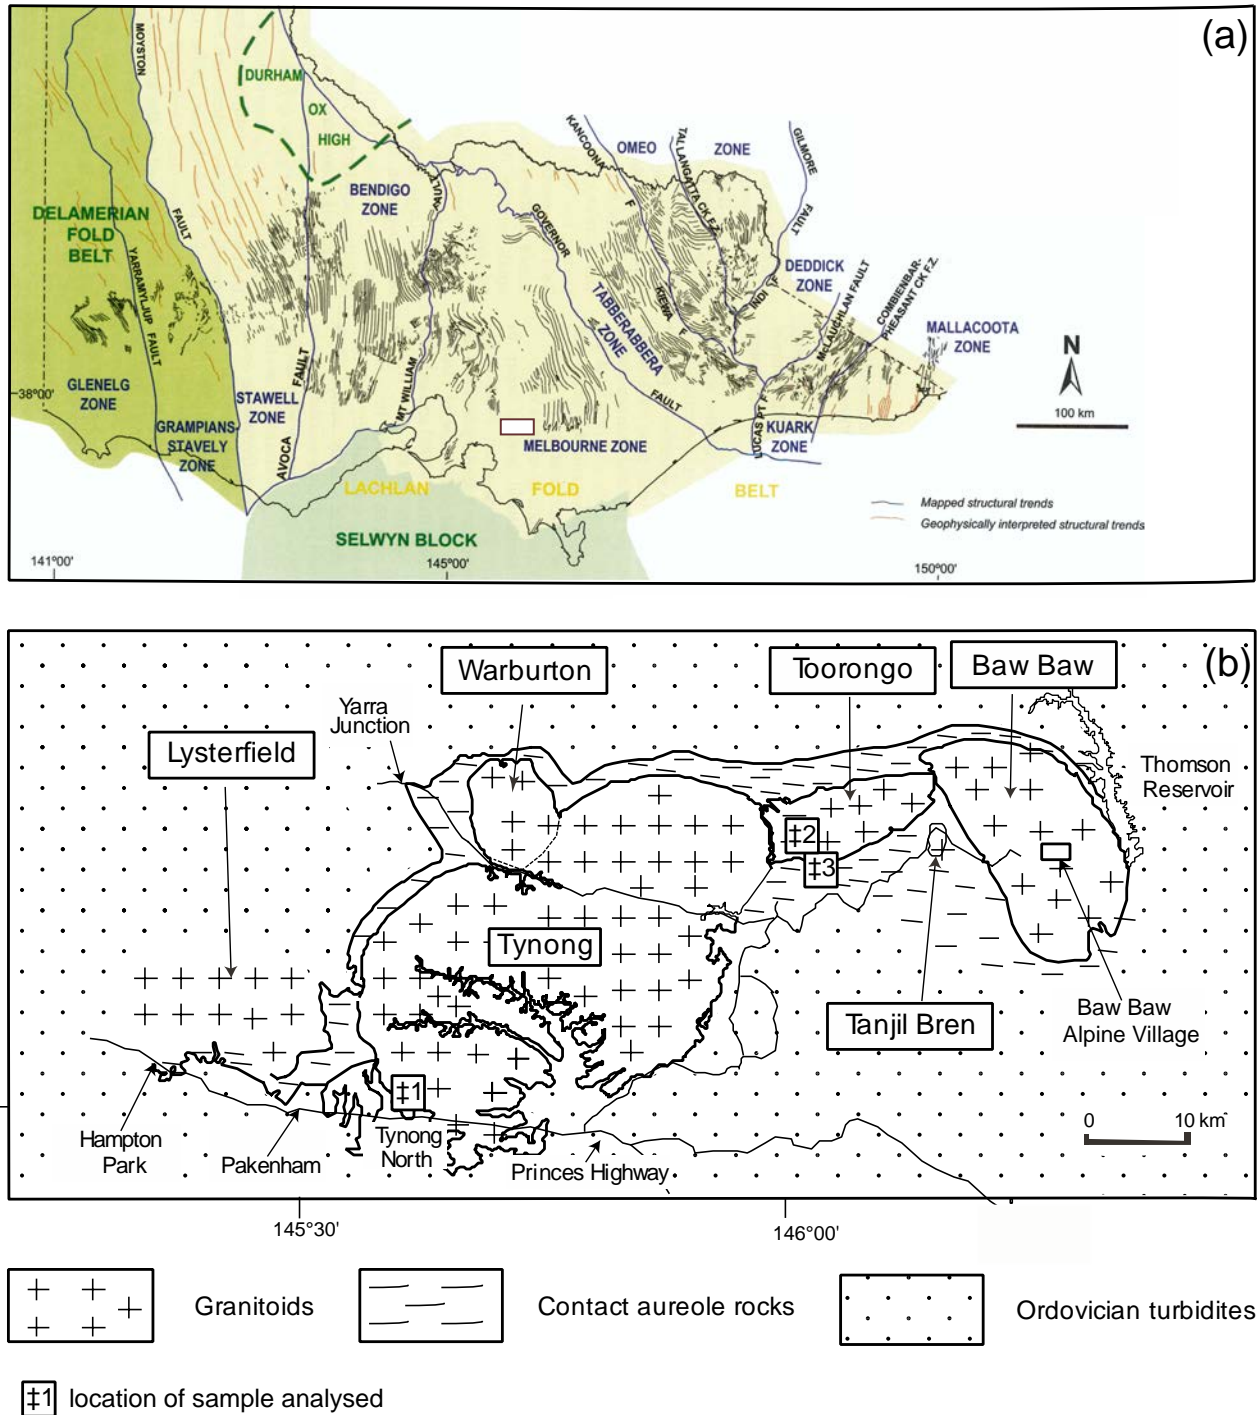 (a)
MOYSTON
FAULT
DURHAM
OX
HIGH
BENDIGO
ZONE
FAULT
DELAMERIAN
FOLD
BELT
YARRAMYLJUP FAULT
GLENELG
ZONE
38°00'
GRAMPIANS-
STAVELY
ZONE
STAWELL
ZONE
AVOCA
FAULT
MT WILLIAM
KANCOONA
F
OMEO
ZONE
TALLANGATTA CK F.Z.
GILMORE
FAULT
GOVERNOR
FAULT
TABBERABBERA
ZONE
KIEWA
F
INDI
F
DEDDICK
ZONE
McLAUCHLAN FAULT
COMBIENBAR-
PHEASANT CK F.Z.
MALLACOOTA
ZONE
N
100 km
MELBOURNE ZONE
LUCAS PT F
KUARK
ZONE
LACHLAN
FOLD
BELT
SELWYN BLOCK
Mapped structural trends
Geophysically interpreted structural trends
141°00'
145°00'
150°00'
(b)
Warburton
Toorongo
Baw Baw
Yarra
Junction
Lysterfield
Thomson
Reservoir
‡2
‡3
Tynong
Tanjil Bren
Baw Baw
Alpine Village
‡1
Hampton
Park
Pakenham
Tynong
North
Princes Highway
0
10 km
145°30'
146°00'
Granitoids
Contact aureole rocks
Ordovician turbidites
‡1 location of sample analysed